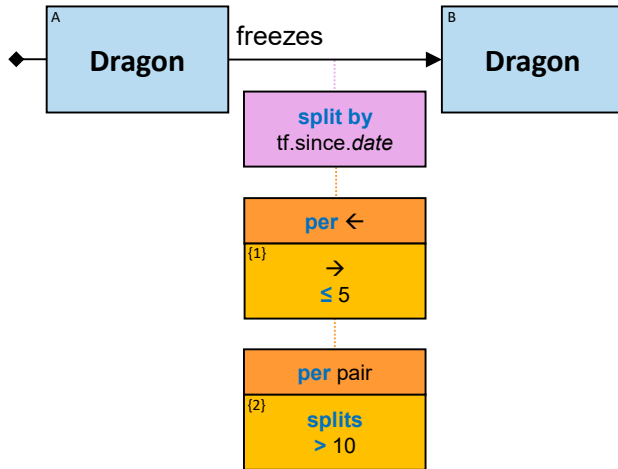 A
Dragon
freezes
B
Dragon
split by
tf.since.date
per ←
{1}
→
≤ 5
per pair
{2}
splits
> 10